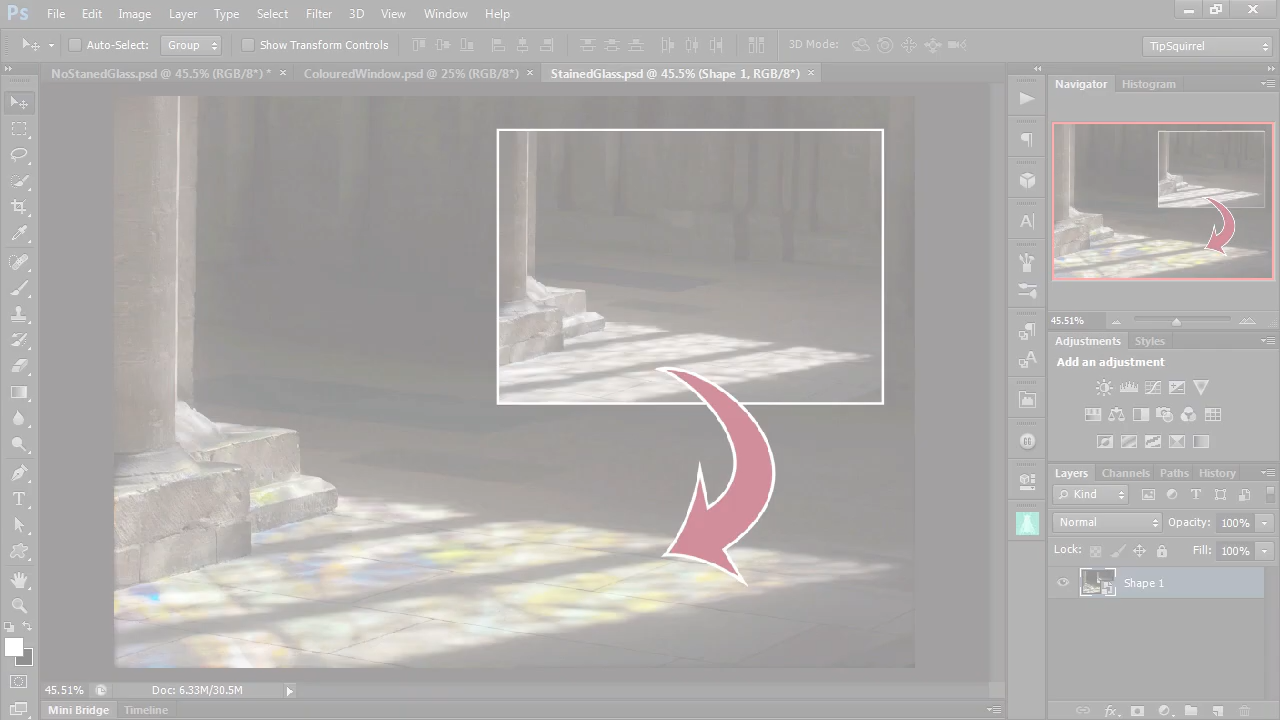 Ps File Edit Image Layer Type Select Filter 3D View Window Help
Auto-Select: Group Show Transform Controls 3D Mode: TipSquirrel
NoStanedGlass.psd @ 45.5% (RGB/8*) * × ColouredWindow.psd @ 25% (RGB/8*) × StainedGlass.psd @ 45.5% (Shape 1, RGB/8*) ×
Navigator Histogram
45.51%
Adjustments Styles
Add an adjustment
Layers Channels Paths History
Kind
Normal Opacity: 100%
Lock: Fill: 100%
Shape 1
45.51% Doc: 6.33M/30.5M
Mini Bridge Timeline
fx